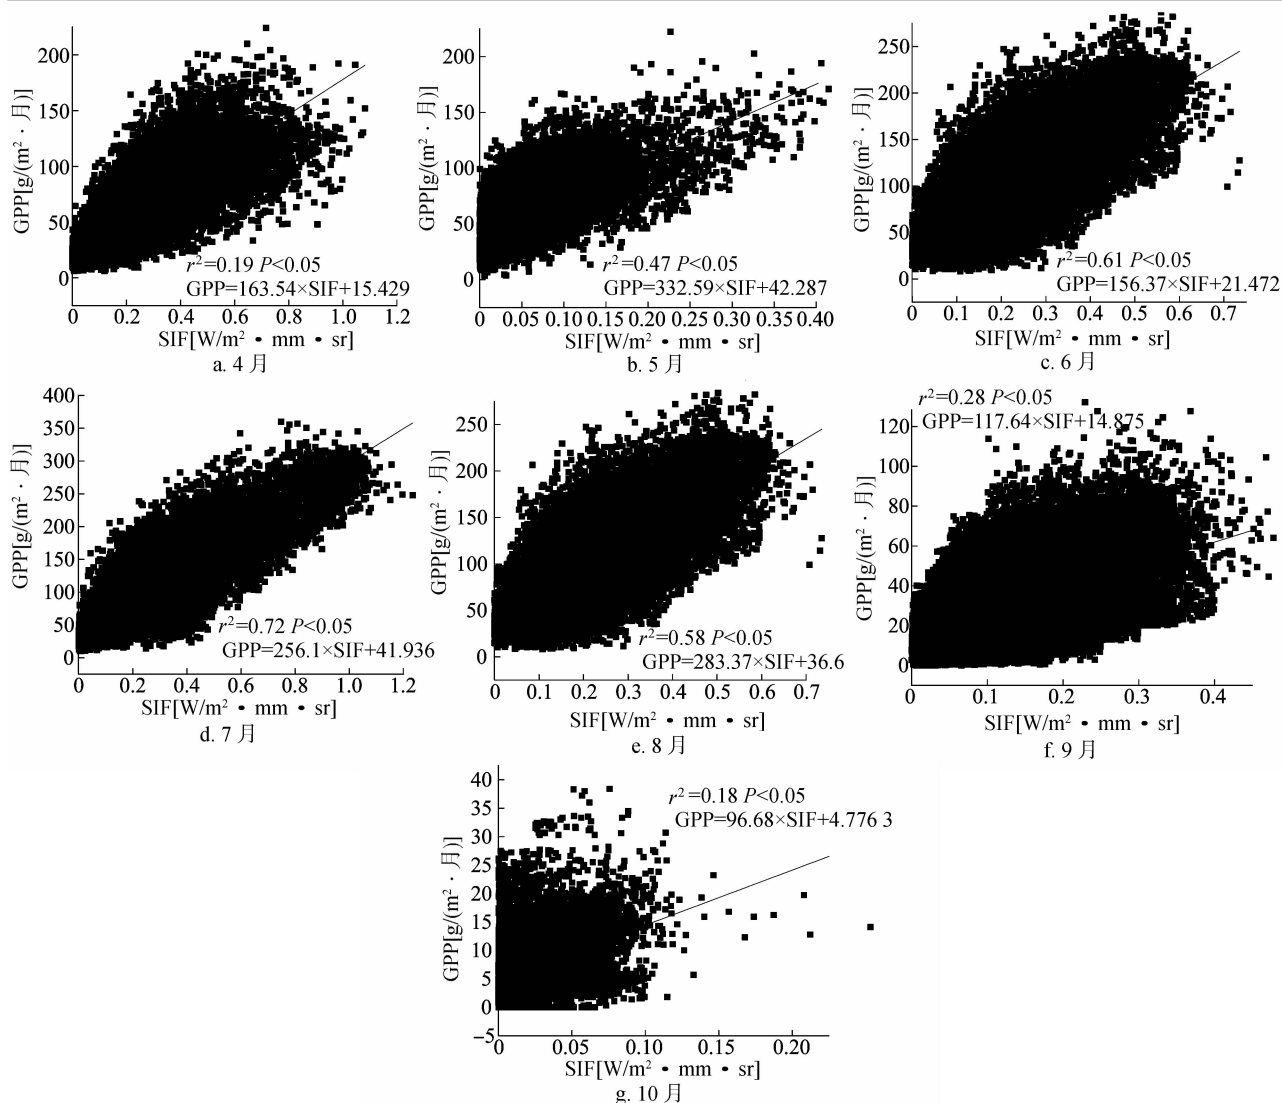 GPP[g/(m²·月)]
200
150
100
50
0
r²=0.19 P<0.05
GPP=163.54×SIF+15.429
0 0.2 0.4 0.6 0.8 1.0 1.2
SIF[W/m²·mm·sr]
a. 4 月
GPP[g/(m²·月)]
200
150
100
50
0
r²=0.47 P<0.05
GPP=332.59×SIF+42.287
0 0.05 0.10 0.15 0.20 0.25 0.30 0.35 0.40
SIF[W/m²·mm·sr]
b. 5 月
GPP[g/(m²·月)]
250
200
150
100
50
0
r²=0.61 P<0.05
GPP=156.37×SIF+21.472
0 0.1 0.2 0.3 0.4 0.5 0.6 0.7
SIF[W/m²·mm·sr]
c. 6 月
GPP[g/(m²·月)]
400
350
300
250
200
150
100
50
0
r²=0.72 P<0.05
GPP=256.1×SIF+41.936
0 0.2 0.4 0.6 0.8 1.0 1.2
SIF[W/m²·mm·sr]
d. 7 月
GPP[g/(m²·月)]
250
200
150
100
50
0
r²=0.58 P<0.05
GPP=283.37×SIF+36.6
0 0.1 0.2 0.3 0.4 0.5 0.6 0.7
SIF[W/m²·mm·sr]
e. 8 月
r²=0.28 P<0.05
GPP=117.64×SIF+14.875
GPP[g/(m²·月)]
120
100
80
60
40
20
0
0 0.1 0.2 0.3 0.4
SIF[W/m²·mm·sr]
f. 9 月
GPP[g/(m²·月)]
40
35
30
25
20
15
10
5
0
−5
r²=0.18 P<0.05
GPP=96.68×SIF+4.776 3
0 0.05 0.10 0.15 0.20
SIF[W/m²·mm·sr]
g. 10 月